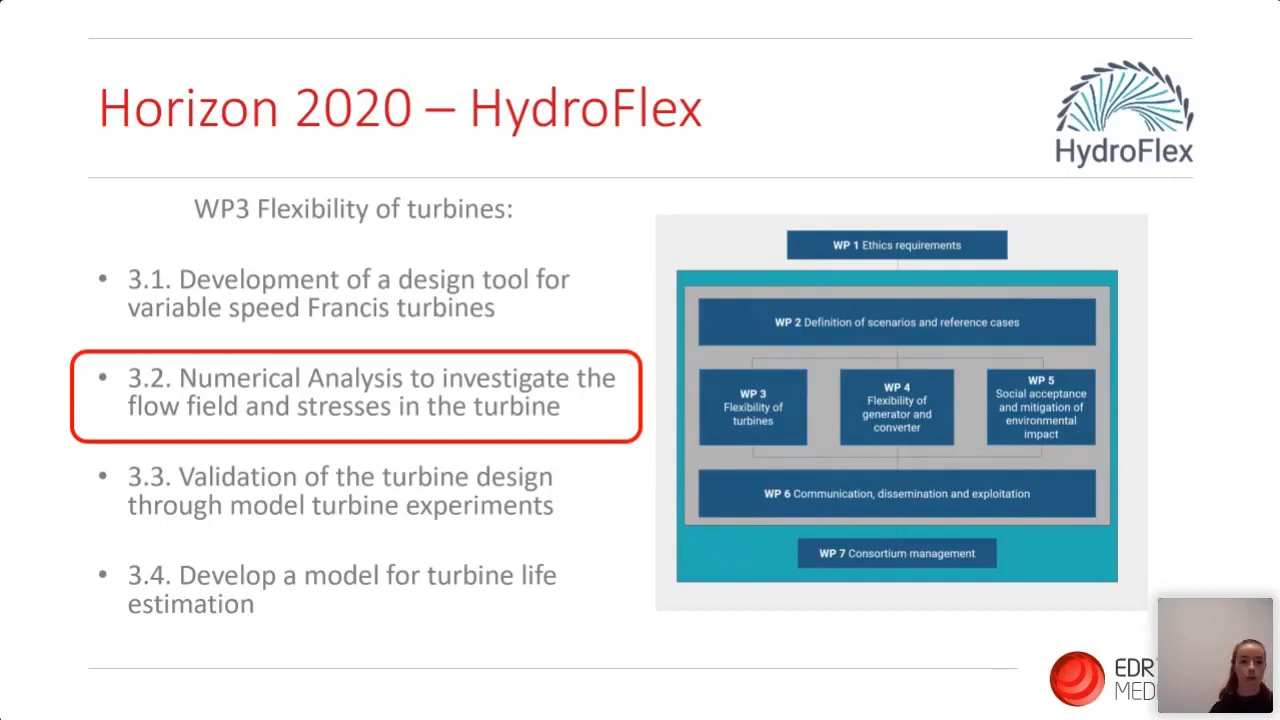 Horizon 2020 – HydroFlex
HydroFlex
WP3 Flexibility of turbines:
• 3.1. Development of a design tool for
variable speed Francis turbines
• 3.2. Numerical Analysis to investigate the
flow field and stresses in the turbine
• 3.3. Validation of the turbine design
through model turbine experiments
• 3.4. Develop a model for turbine life
estimation
WP 1 Ethics requirements
WP 2 Definition of scenarios and reference cases
WP 3
Flexibility of
turbines
WP 4
Flexibility of
generator and
converter
WP 5
Social acceptance
and mitigation of
environmental
impact
WP 6 Communication, dissemination and exploitation
WP 7 Consortium management